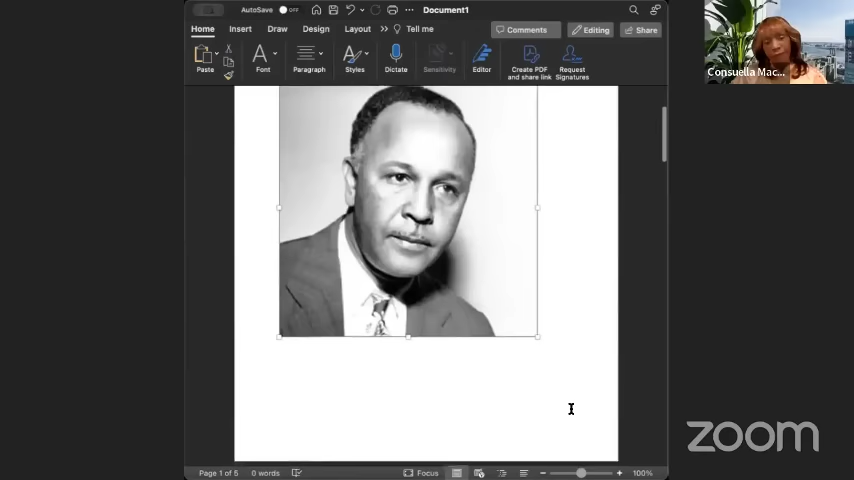 AutoSave OFF Document1
Home Insert Draw Design Layout Tell me Comments Editing Share
Paste Font Paragraph Styles Dictate Sensitivity Editor Create PDF and share link Request Signatures
Consuella Mac...
zoom
Page 1 of 5 0 words Focus 100%